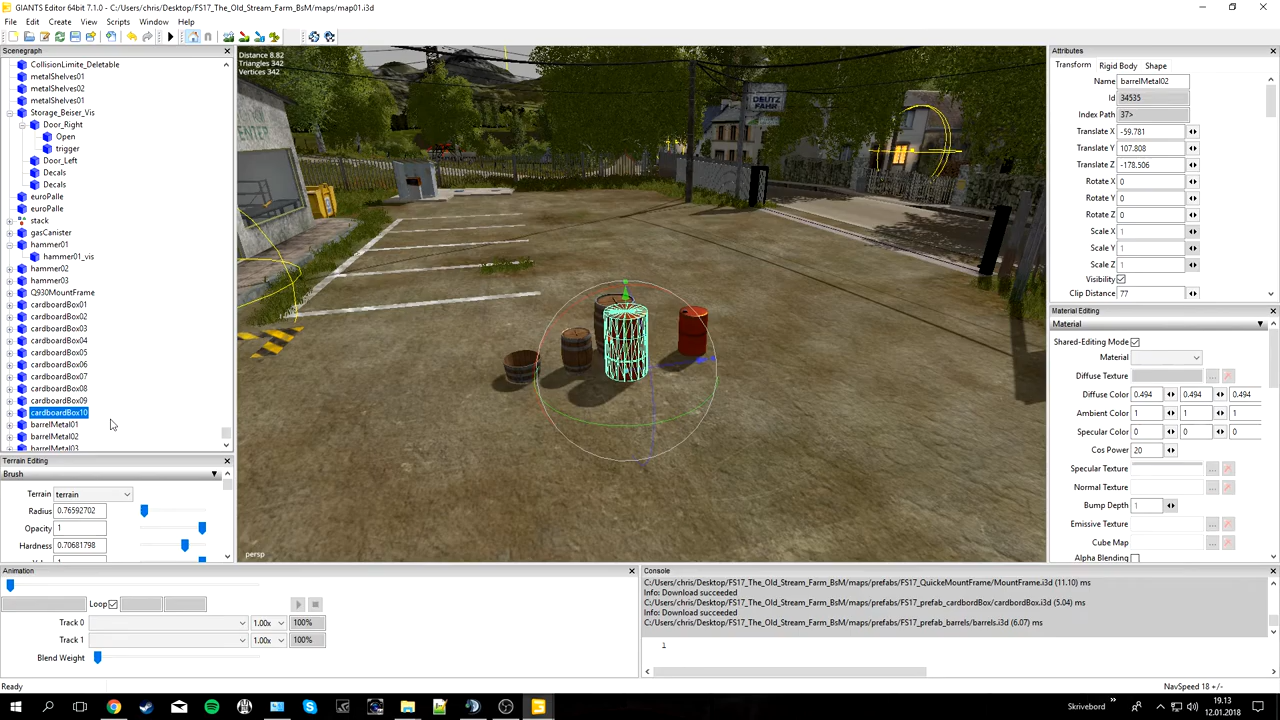 GIANTS Editor 64bit 7.1.0 - C:/Users/chris/Desktop/FS17_The_Old_Stream_Farm_BsM/maps/map01.i3d
File Edit Create View Scripts Window Help
Scenegraph
CollisionLimite_Deletable
metalShelves01
metalShelves02
metalShelves01
Storage_Beiser_Vis
Door_Right
Open
trigger
Door_Left
Decals
Decals
euroPalle
euroPalle
stack
gasCanister
hammer01
hammer01_vis
hammer02
hammer03
Q930MountFrame
cardboardBox01
cardboardBox02
cardboardBox03
cardboardBox04
cardboardBox05
cardboardBox06
cardboardBox07
cardboardBox08
cardboardBox09
cardboardBox10
barrelMetal01
barrelMetal02
barrelMetal03
Distance 8.82
Triangles 342
Vertices 342
DEUTZ
FAHR
persp
Attributes
Transform Rigid Body Shape
Name barrelMetal02
Id 34535
Index Path 37>
Translate X -59.781
Translate Y 107.808
Translate Z -178.506
Rotate X 0
Rotate Y 0
Rotate Z 0
Scale X 1
Scale Y 1
Scale Z 1
Visibility
Clip Distance 77
Material Editing
Material
Shared-Editing Mode
Material
Diffuse Texture ...
Diffuse Color 0.494 0.494 0.494
Ambient Color 1 1 1
Specular Color 0 0 0
Cos Power 20
Specular Texture ...
Normal Texture ...
Bump Depth 1
Emissive Texture ...
Cube Map ...
Alpha Blending
Terrain Editing
Brush
Terrain terrain
Radius 0.76592702
Opacity 1
Hardness 0.70681798
Animation
Loop
Track 0 1.00x 100%
Track 1 1.00x 100%
Blend Weight
Console
C:/Users/chris/Desktop/FS17_The_Old_Stream_Farm_BsM/maps/prefabs/FS17_QuickeMountFrame/MountFrame.i3d (11.10) ms
Info: Download succeeded
C:/Users/chris/Desktop/FS17_The_Old_Stream_Farm_BsM/maps/prefabs/FS17_prefab_cardbordBox/cardbordBox.i3d (5.04) ms
Info: Download succeeded
C:/Users/chris/Desktop/FS17_The_Old_Stream_Farm_BsM/maps/prefabs/FS17_prefab_barrels/barrels.i3d (6.07) ms
1
Ready
NavSpeed 18 +/-
Skrivebord
19.13
12.01.2018